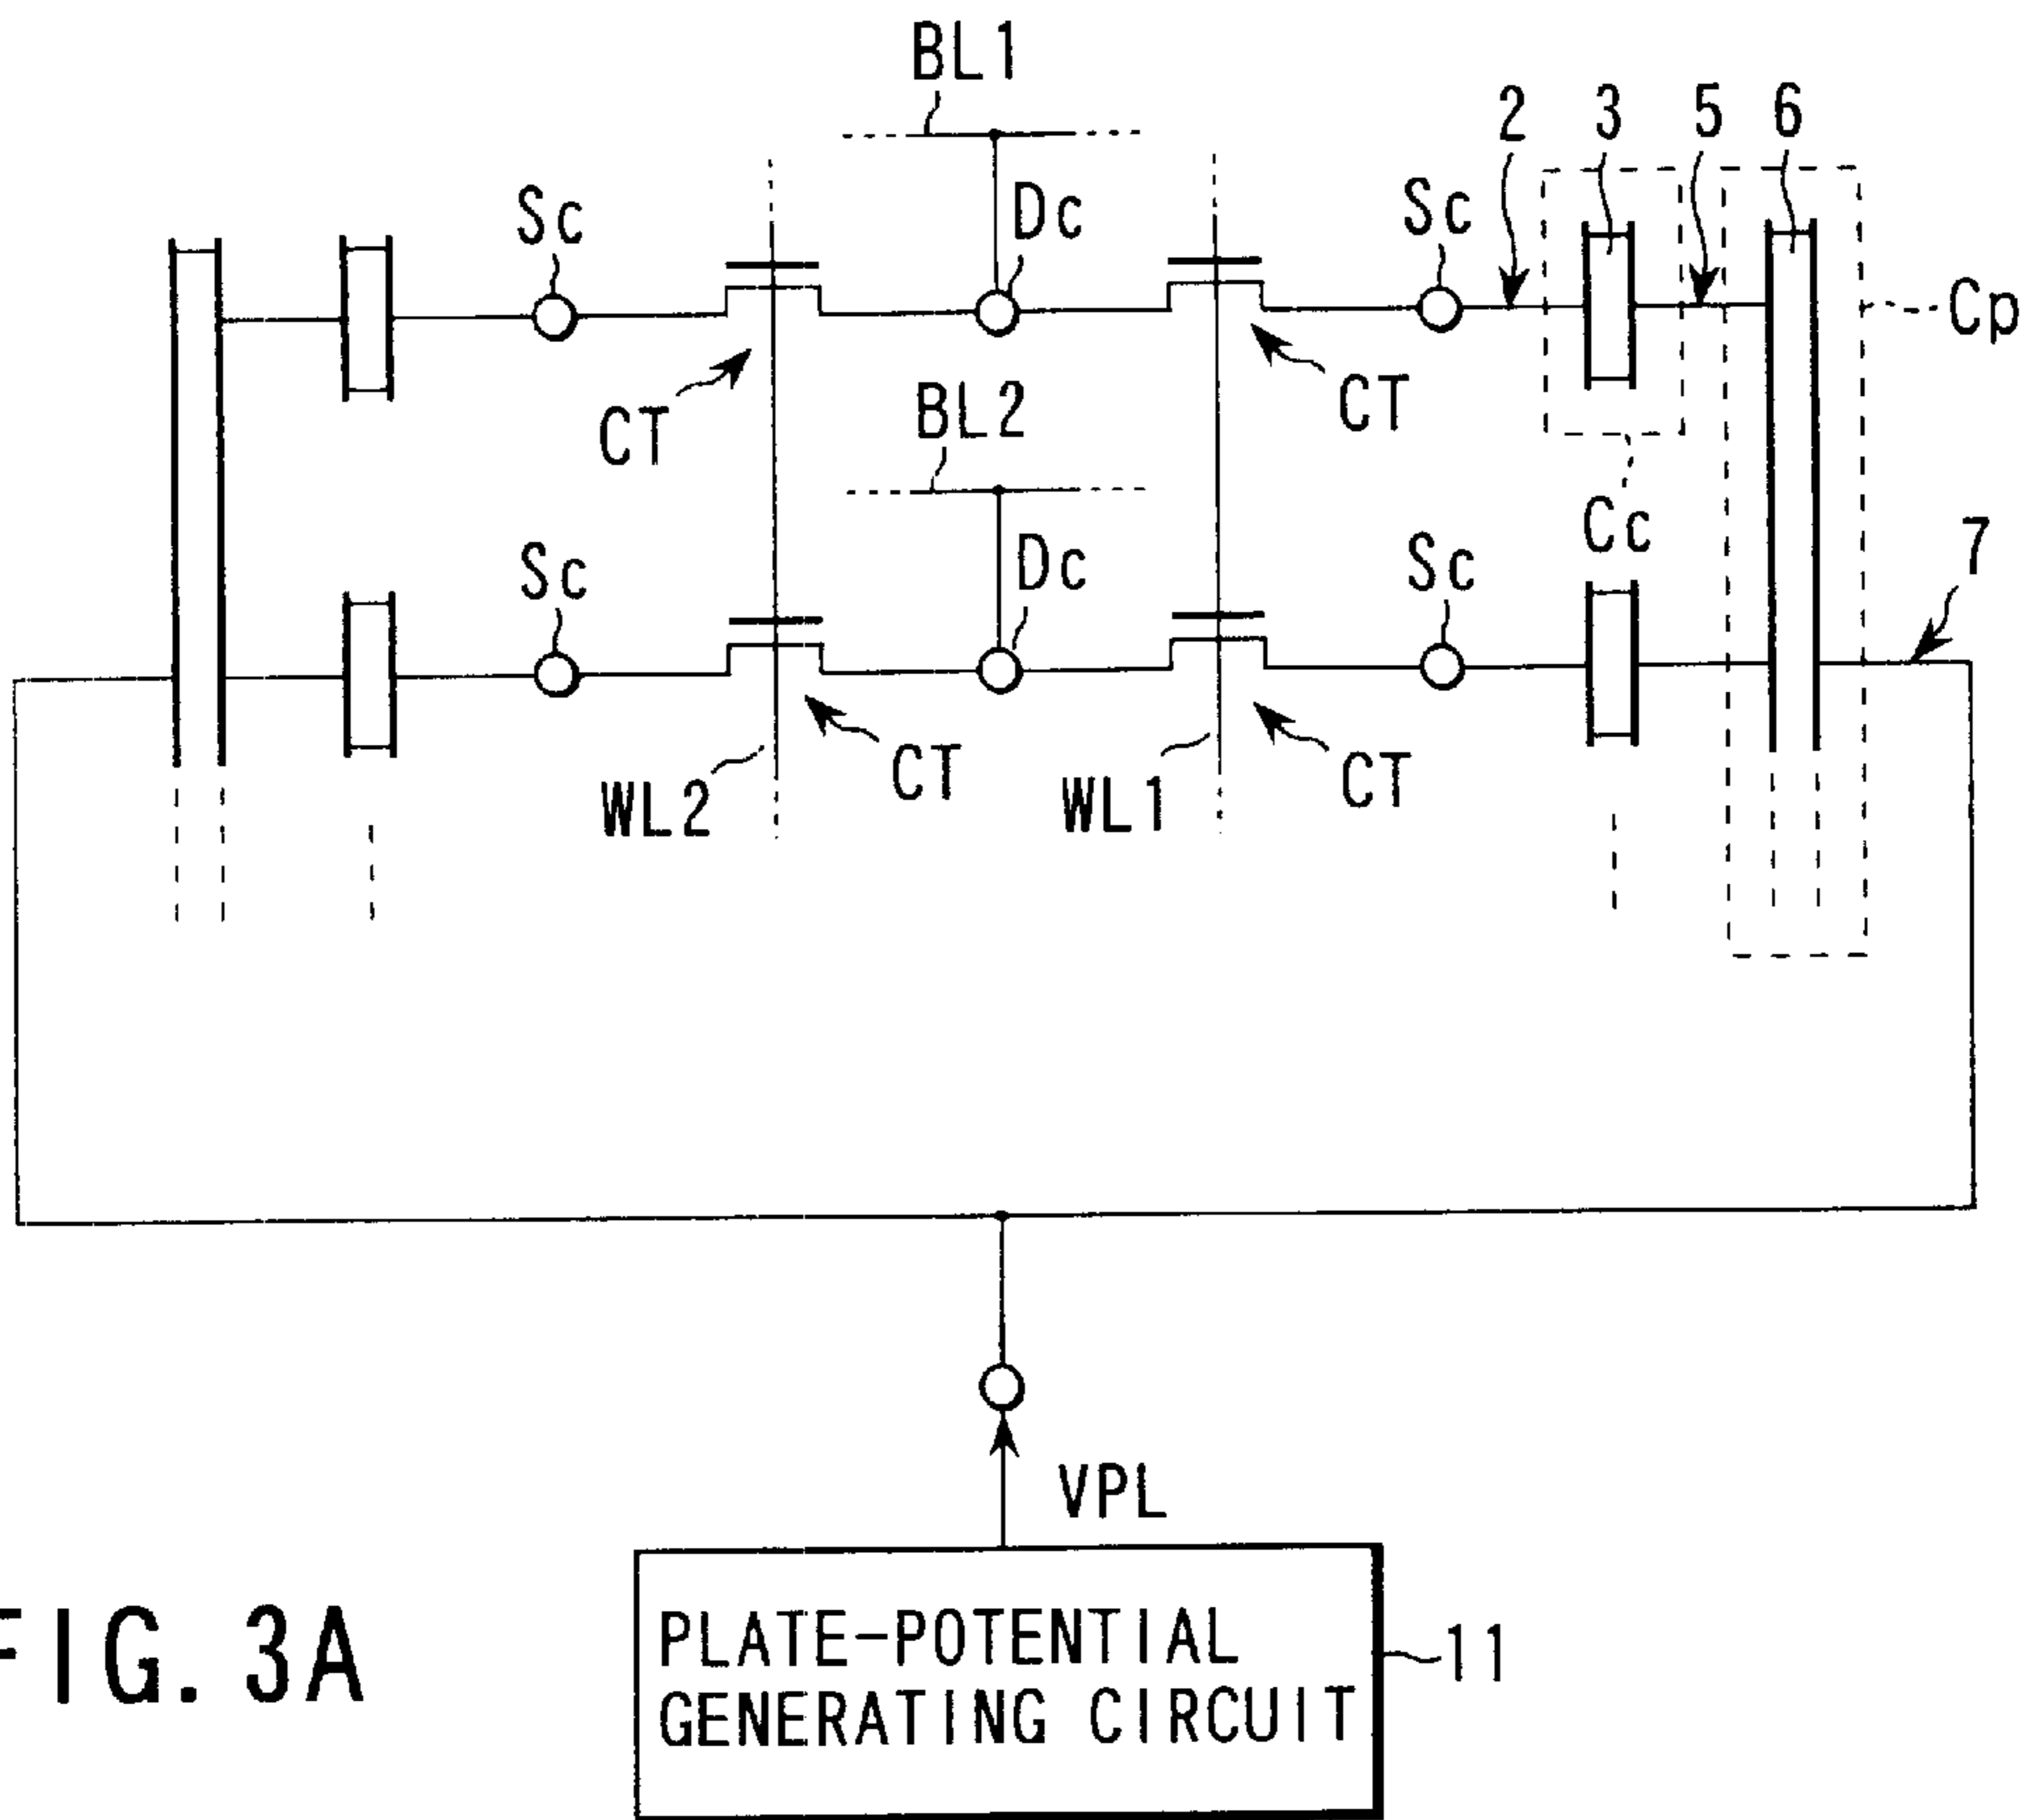 BL1
2 3 5 6
Sc Dc Sc
Cp
CT BL2 CT
Cc
Sc Dc Sc 7
WL2 CT WL1 CT
VPL
FIG. 3A
PLATE-POTENTIAL
GENERATING CIRCUIT
11